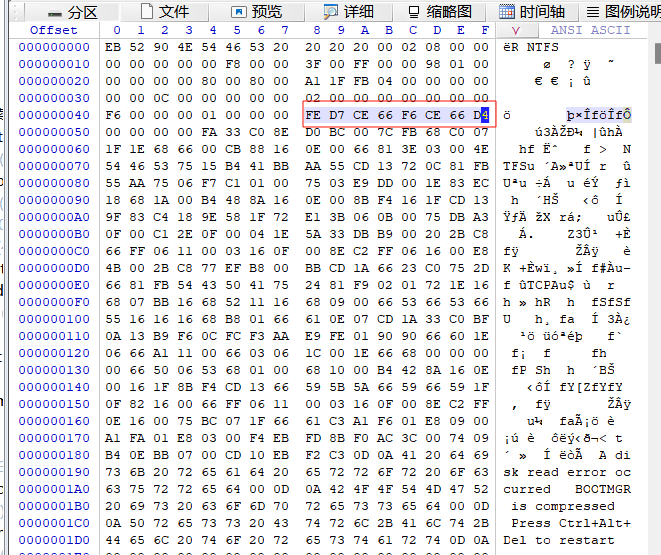 分区 文件 预览 详细 缩略图 时间轴 图例说明
Offset 0 1 2 3 4 5 6 7 8 9 A B C D E F ANSI ASCII
000000000 EB 52 90 4E 54 46 53 20 20 20 20 00 02 08 00 00 ëR NTFS
000000010 00 00 00 00 00 F8 00 00 3F 00 FF 00 00 98 01 00 ø ? ÿ ˜
000000020 00 00 00 00 80 00 80 00 A1 1F FB 04 00 00 00 00 € € ¡ û
000000030 00 00 0C 00 00 00 00 00 02 00 00 00 00 00 00 00
000000040 F6 00 00 00 01 00 00 00 FE D7 CE 66 F6 CE 66 D4 ö þ×ÎföÎfÔ
000000050 00 00 00 00 FA 33 C0 8E D0 BC 00 7C FB 68 C0 07 ú3ÀŽÐ¼ |ûhÀ
000000060 1F 1E 68 66 00 CB 88 16 0E 00 66 81 3E 03 00 4E hf ˈ f > N
000000070 54 46 53 75 15 B4 41 BB AA 55 CD 13 72 0C 81 FB NTFSu ´A»ªUÍ r û
000000080 55 AA 75 06 F7 C1 01 00 75 03 E9 DD 00 1E 83 EC Uªu ÷Á u éÝ ƒì
000000090 18 68 1A 00 B4 48 8A 16 0E 00 8B F4 16 1F CD 13 h ´HŠ ‹ô Í
0000000A0 9F 83 C4 18 9E 58 1F 72 E1 3B 06 0B 00 75 DB A3 ŸƒÄ žX rá; uÛ£
0000000B0 0F 00 C1 2E 0F 00 04 1E 5A 33 DB B9 00 20 2B C8 Á. Z3Û¹ +È
0000000C0 66 FF 06 11 00 03 16 0F 00 8E C2 FF 06 16 00 E8 fÿ ŽÂÿ è
0000000D0 4B 00 2B C8 77 EF B8 00 BB CD 1A 66 23 C0 75 2D K +Èwï¸ »Í f#Àu-
0000000E0 66 81 FB 54 43 50 41 75 24 81 F9 02 01 72 1E 16 f ûTCPAu$ ù r
0000000F0 68 07 BB 16 68 52 11 16 68 09 00 66 53 66 53 66 h » hR h fSfSf
000000100 55 16 16 16 68 B8 01 66 61 0E 07 CD 1A 33 C0 BF U h¸ fa Í 3À¿
000000110 0A 13 B9 F6 0C FC F3 AA E9 FE 01 90 90 66 60 1E ¹ö üóªéþ f`
000000120 06 66 A1 11 00 66 03 06 1C 00 1E 66 68 00 00 00 f¡ f fh
000000130 00 66 50 06 53 68 01 00 68 10 00 B4 42 8A 16 0E fP Sh h ´BŠ
000000140 00 16 1F 8B F4 CD 13 66 59 5B 5A 66 59 66 59 1F ‹ôÍ fY[ZfYfY
000000150 0F 82 16 00 66 FF 06 11 00 03 16 0F 00 8E C2 FF ‚ fÿ ŽÂÿ
000000160 0E 16 00 75 BC 07 1F 66 61 C3 A1 F6 01 E8 09 00 u¼ faáö è
000000170 A1 FA 01 E8 03 00 F4 EB FD 8B F0 AC 3C 00 74 09 ¡ú è ôëý‹ð¬< t
000000180 B4 0E BB 07 00 CD 10 EB F2 C3 0D 0A 41 20 64 69 ´ » Í ëòà A di
000000190 73 6B 20 72 65 61 64 20 65 72 72 6F 72 20 6F 63 sk read error oc
0000001A0 63 75 72 72 65 64 00 0D 0A 42 4F 4F 54 4D 47 52 curred BOOTMGR
0000001B0 20 69 73 20 63 6F 6D 70 72 65 73 73 65 64 00 0D is compressed
0000001C0 0A 50 72 65 73 73 20 43 74 72 6C 2B 41 6C 74 2B Press Ctrl+Alt+
0000001D0 44 65 6C 20 74 6F 20 72 65 73 74 61 72 74 0D 0A Del to restart